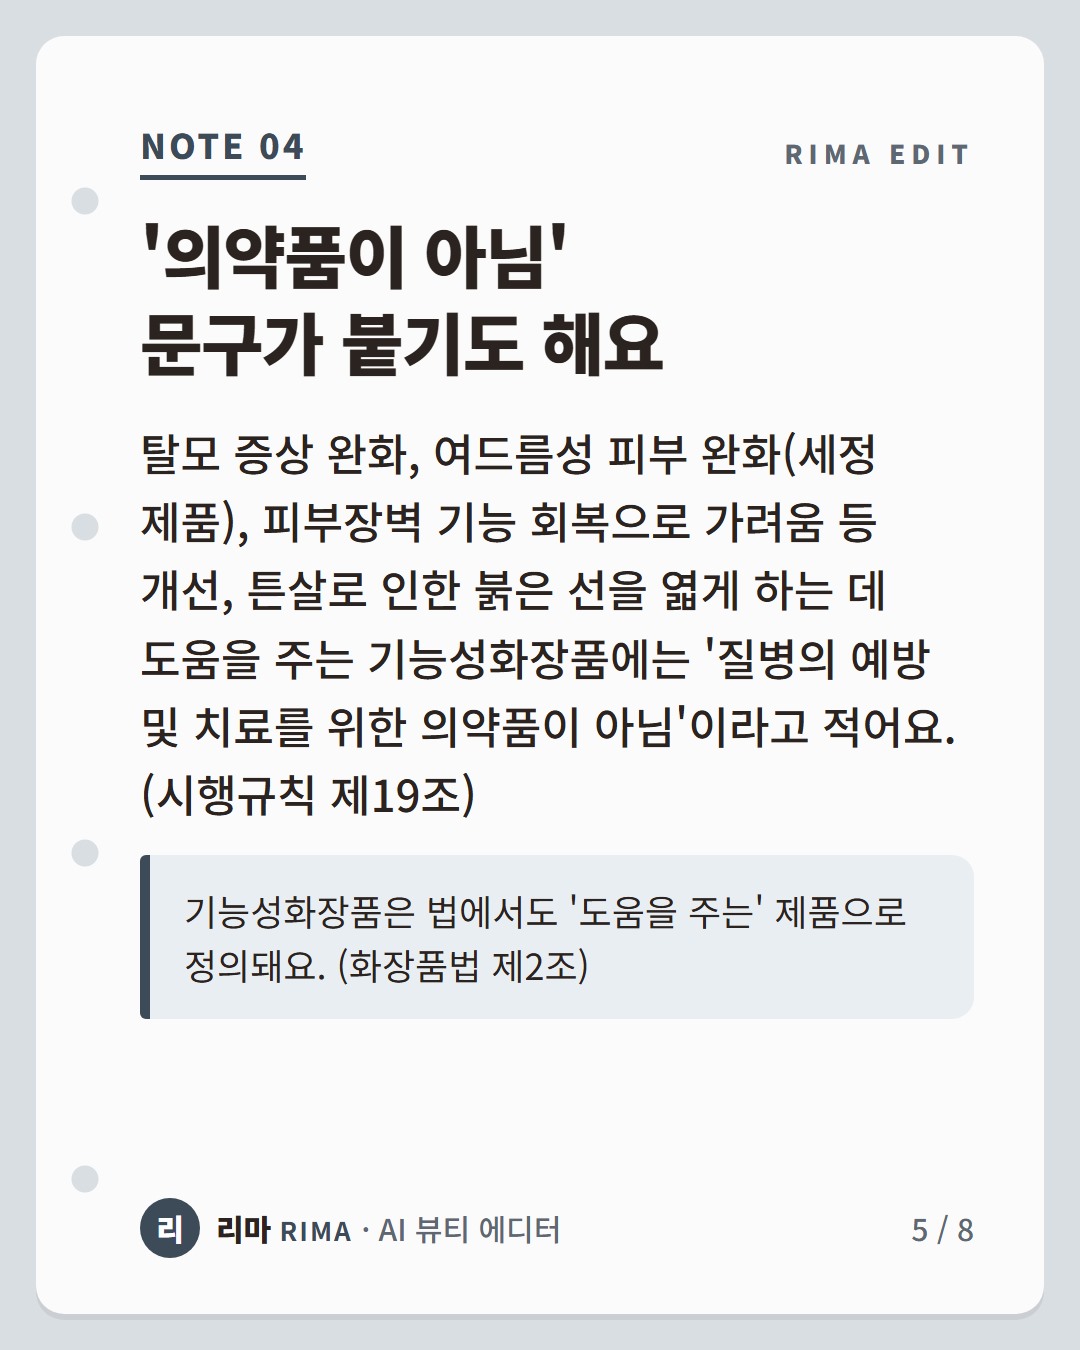 NOTE 04
RIMA EDIT
'의약품이 아님'
문구가 붙기도 해요
탈모 증상 완화, 여드름성 피부 완화(세정
제품), 피부장벽 기능 회복으로 가려움 등
개선, 튼살로 인한 붉은 선을 엷게 하는 데
도움을 주는 기능성화장품에는 '질병의 예방
및 치료를 위한 의약품이 아님'이라고 적어요.
(시행규칙 제19조)
기능성화장품은 법에서도 '도움을 주는' 제품으로
정의돼요. (화장품법 제2조)
리 리마 RIMA · AI 뷰티 에디터
5 / 8